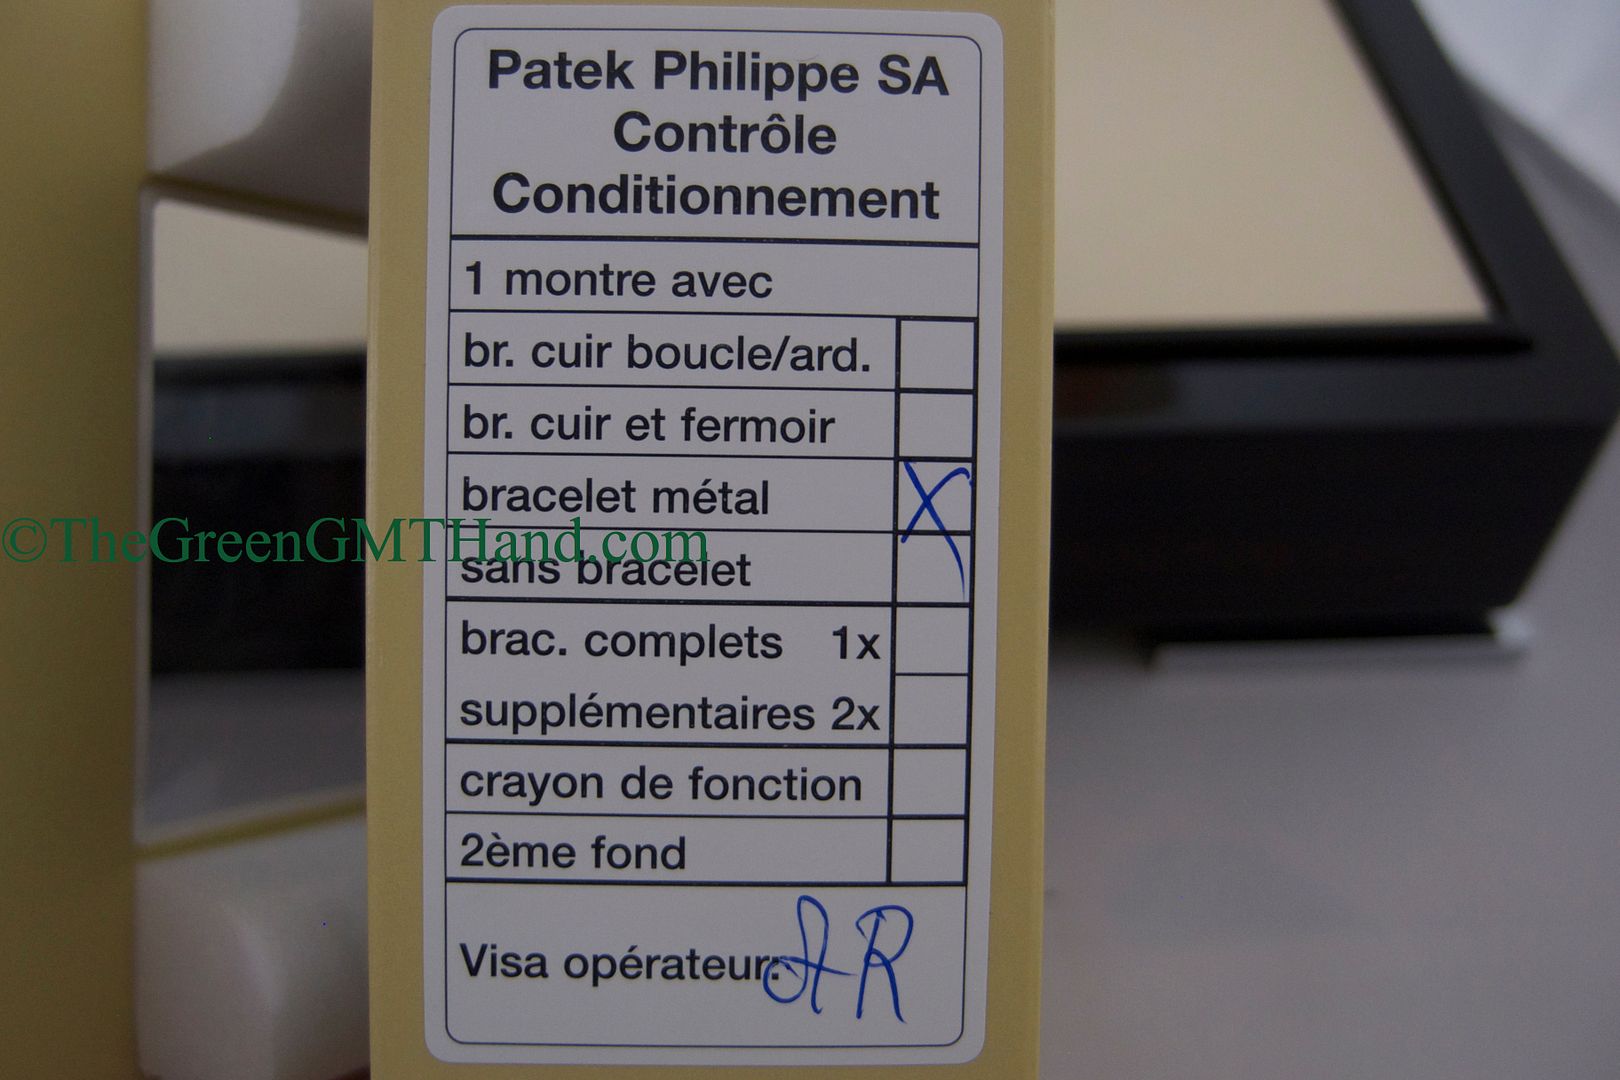 Patek Philippe SA
Contrôle
Conditionnement
1 montre avec
br. cuir boucle/ard.
br. cuir et fermoir
bracelet métal X
©TheGreenGMTHand.com
sans bracelet
brac. complets 1x
supplémentaires 2x
crayon de fonction
2ème fond
Visa opérateur: AR